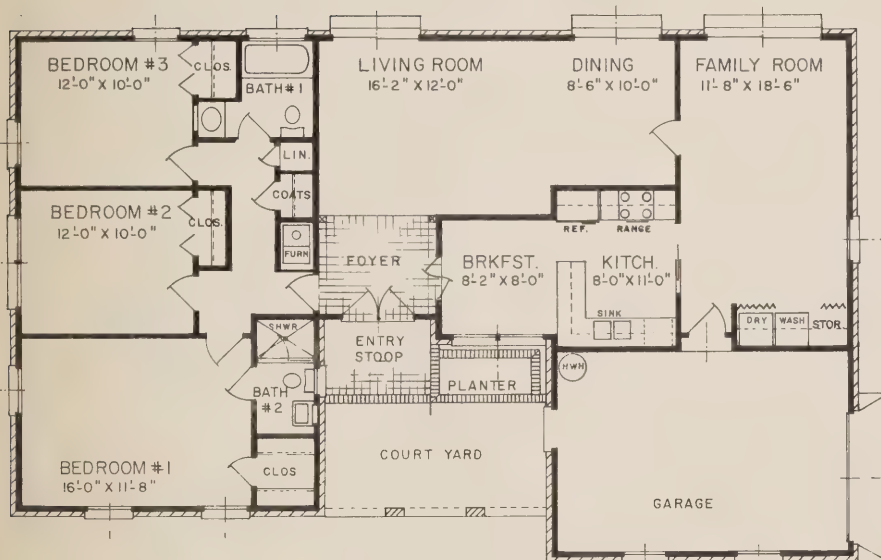 BEDROOM #3
12'-0" X 10'-0"
CLOS.
BATH #1
LIVING ROOM
16'-2" X 12'-0"
DINING
8'-6" X 10'-0"
FAMILY ROOM
11'-8" X 18'-6"
LIN.
COATS
BEDROOM #2
12'-0" X 10'-0"
CLOS.
FURN
FOYER
REF.
RANGE
BRKFST.
8'-2" X 8'-0"
KITCH.
8'-0" X 11'-0"
SINK
DRY
WASH
STOR.
SHWR
ENTRY
STOOP
BATH
#2
PLANTER
HWH
BEDROOM #1
16'-0" X 11'-8"
CLOS
COURT YARD
GARAGE